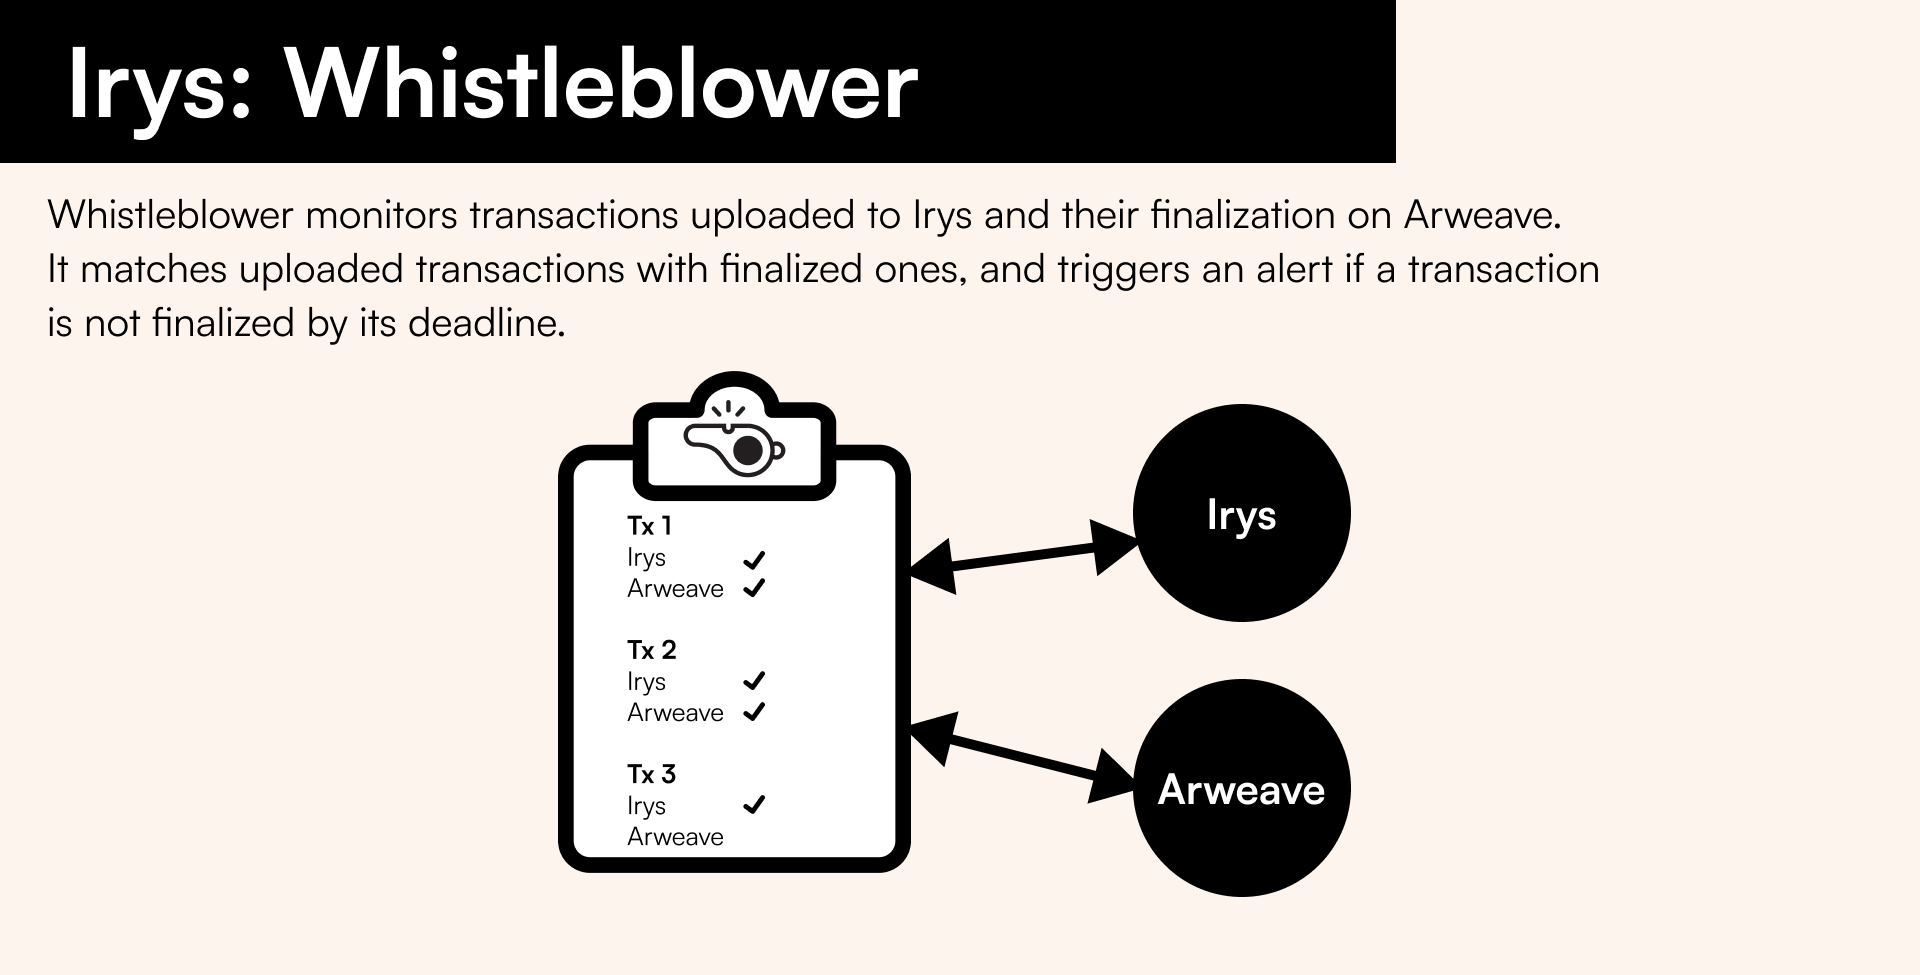 Irys: Whistleblower
Whistleblower monitors transactions uploaded to Irys and their finalization on Arweave.
It matches uploaded transactions with finalized ones, and triggers an alert if a transaction
is not finalized by its deadline.
Tx 1
Irys ✓
Arweave ✓
Tx 2
Irys ✓
Arweave ✓
Tx 3
Irys ✓
Arweave
Irys
Arweave